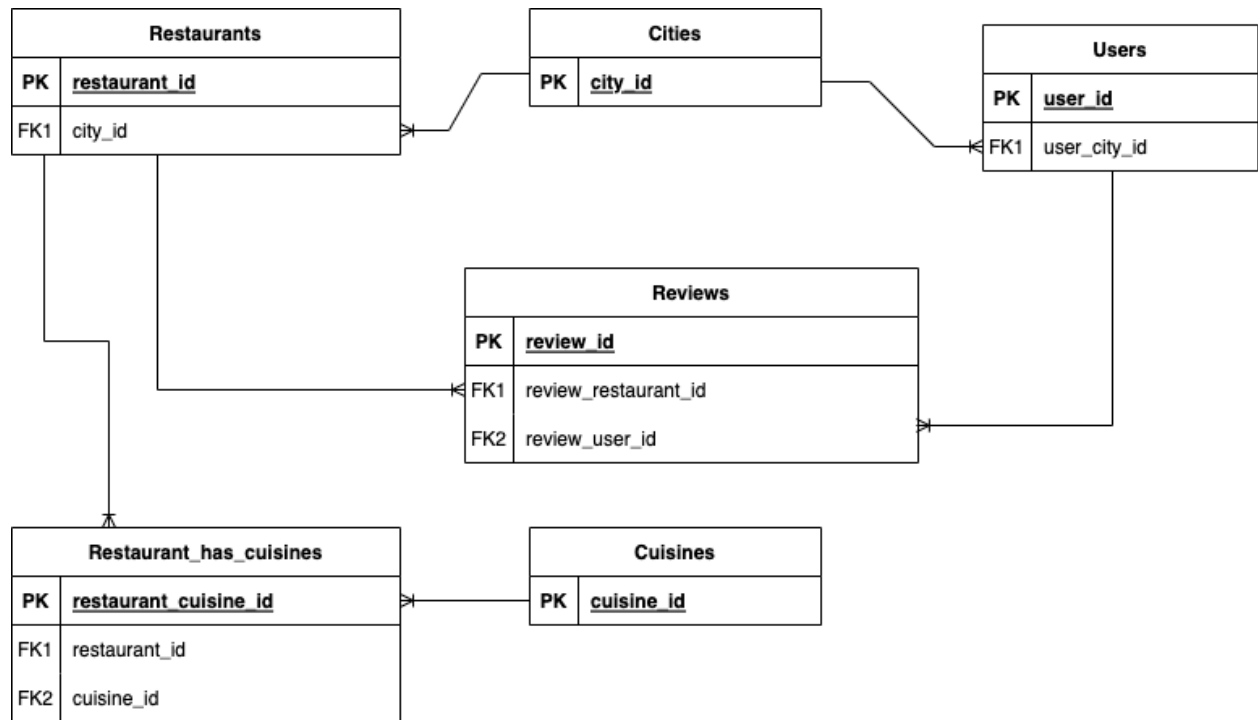 Restaurants
PK restaurant_id
FK1 city_id
Cities
PK city_id
Users
PK user_id
FK1 user_city_id
Reviews
PK review_id
FK1 review_restaurant_id
FK2 review_user_id
Restaurant_has_cuisines
PK restaurant_cuisine_id
FK1 restaurant_id
FK2 cuisine_id
Cuisines
PK cuisine_id